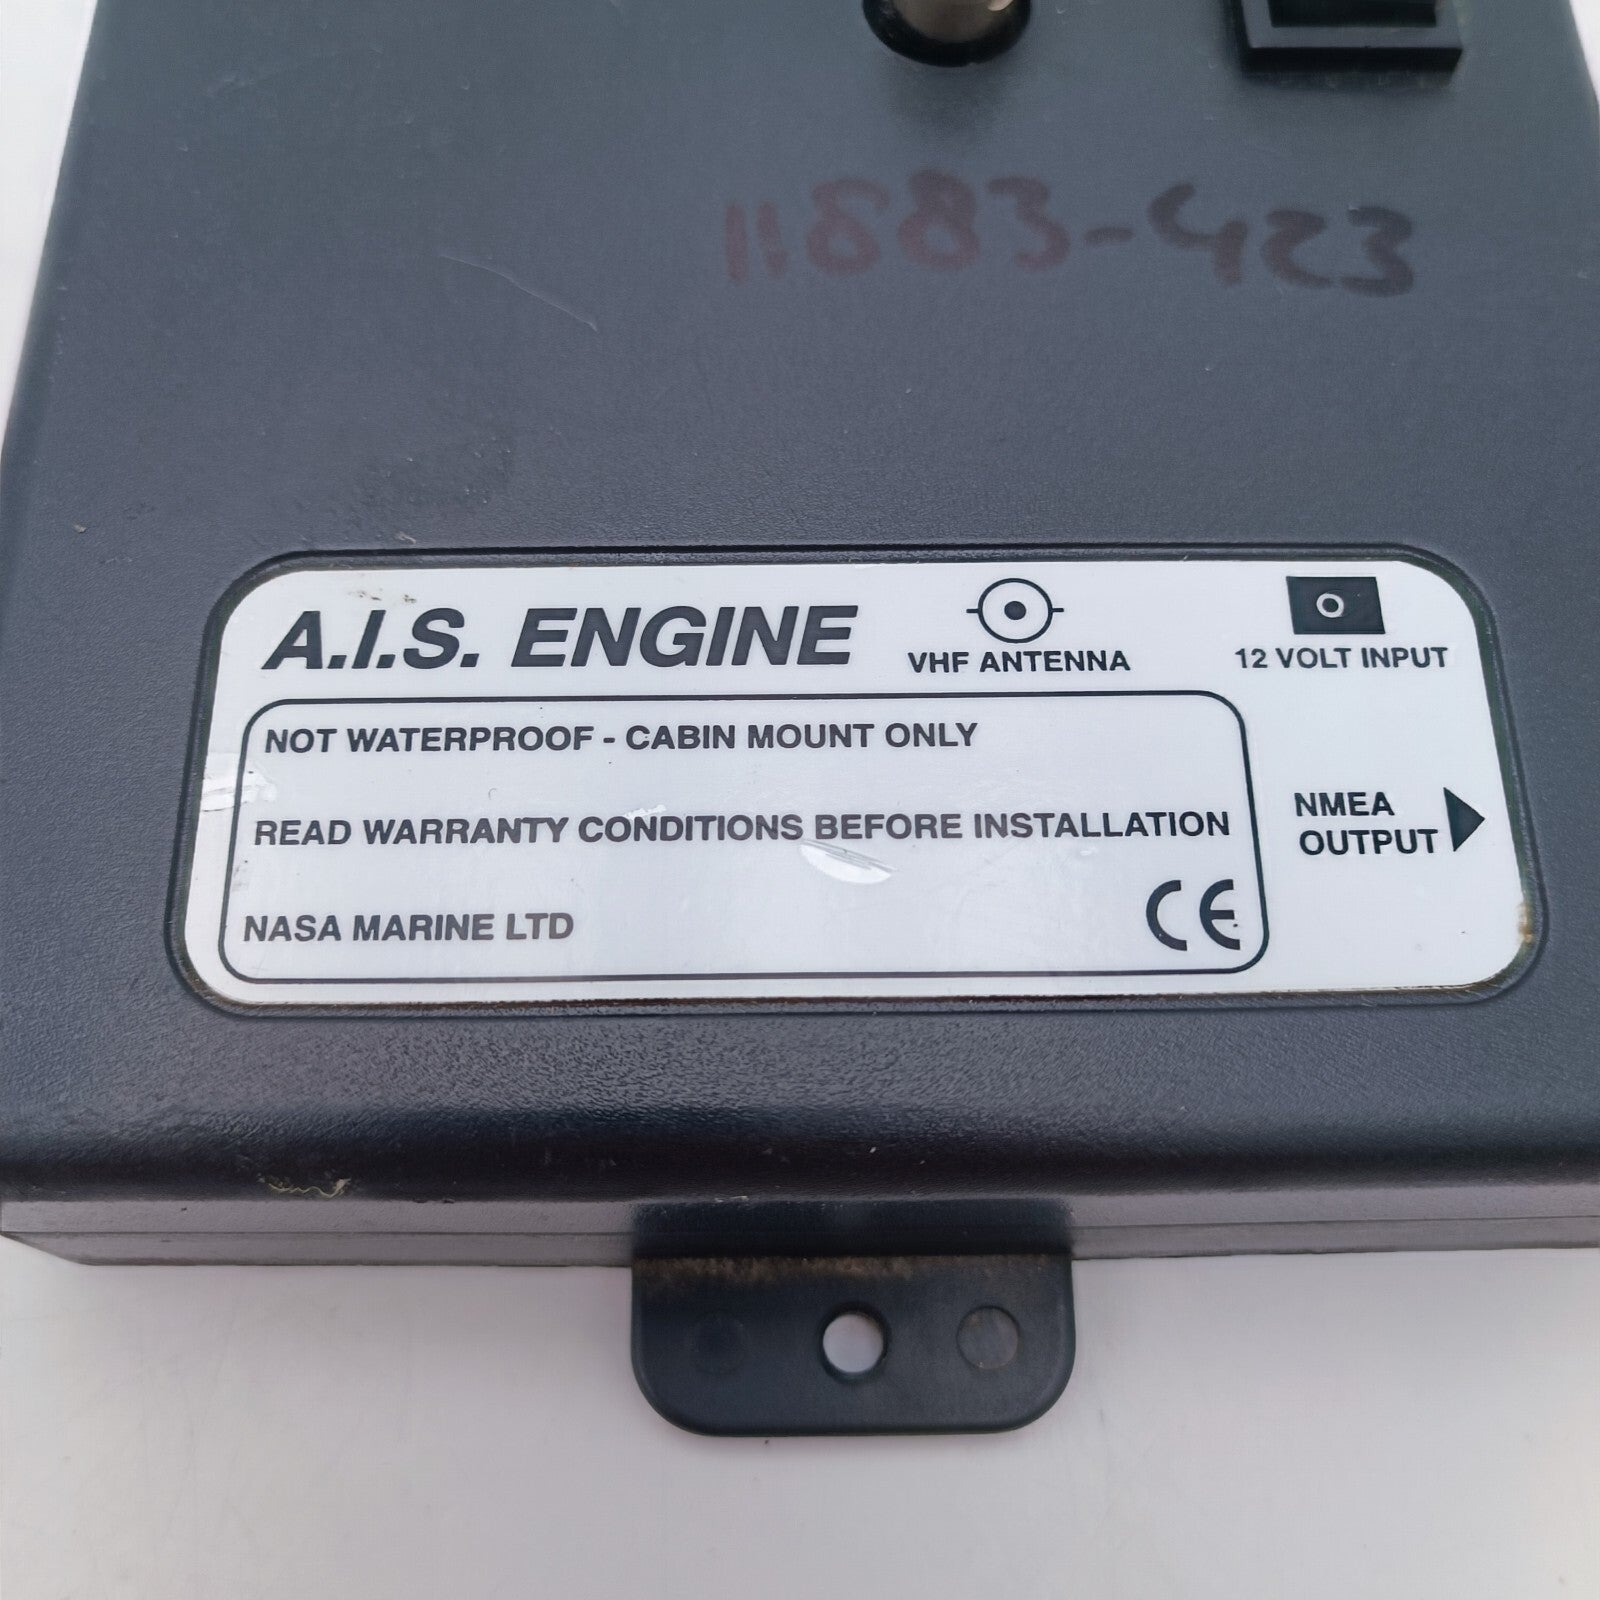 11883-423
A.I.S. ENGINE
VHF ANTENNA
12 VOLT INPUT
NOT WATERPROOF - CABIN MOUNT ONLY
READ WARRANTY CONDITIONS BEFORE INSTALLATION
NMEA
OUTPUT
NASA MARINE LTD
CE